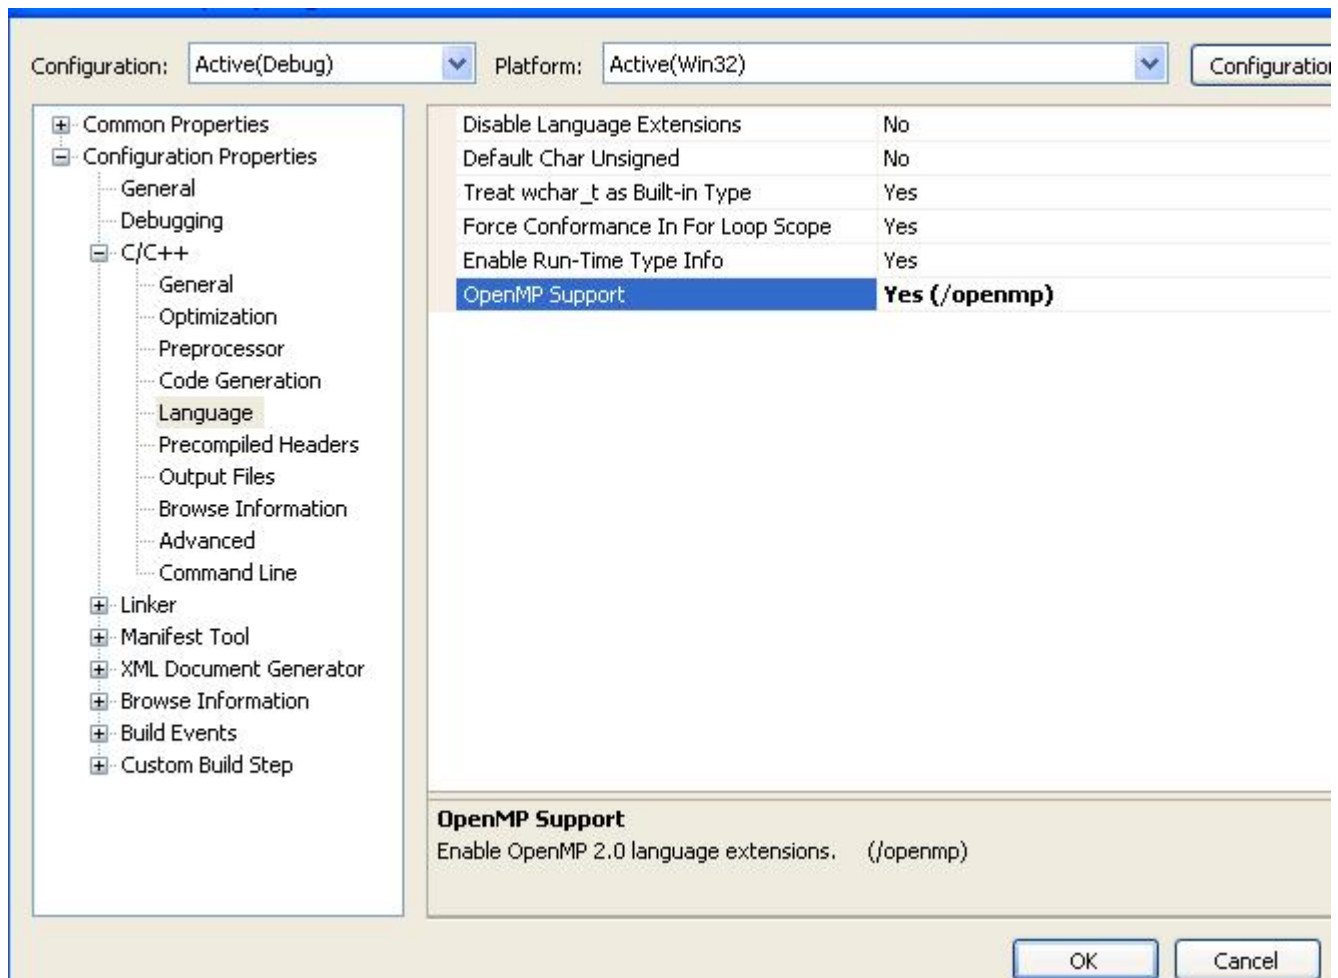 Configuration: Active(Debug) Platform: Active(Win32) Configuration
Common Properties
Configuration Properties
General
Debugging
C/C++
General
Optimization
Preprocessor
Code Generation
Language
Precompiled Headers
Output Files
Browse Information
Advanced
Command Line
Linker
Manifest Tool
XML Document Generator
Browse Information
Build Events
Custom Build Step
Disable Language Extensions No
Default Char Unsigned No
Treat wchar_t as Built-in Type Yes
Force Conformance In For Loop Scope Yes
Enable Run-Time Type Info Yes
OpenMP Support Yes (/openmp)
OpenMP Support
Enable OpenMP 2.0 language extensions. (/openmp)
OK Cancel